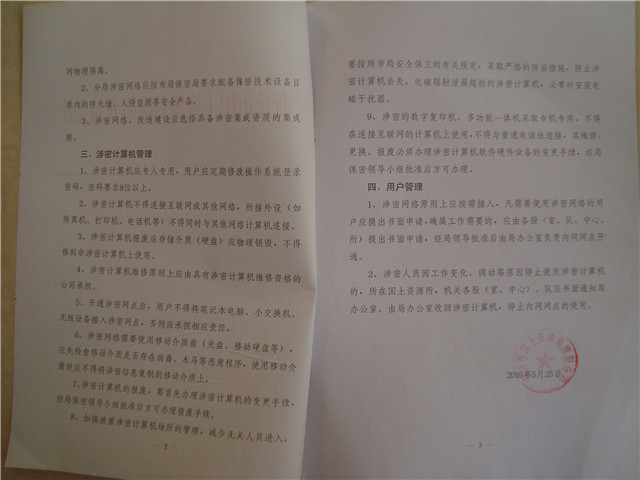 网物理隔离。
2、分局涉密网络应按市局保密局要求配备保密技术设备目
录内的防火墙、入侵监测等安全产品。
3、涉密网络、改造建设应选择具备涉密集成资质的集成
商。
三、涉密计算机管理
1、涉密计算机应专人专用，用户应定期修改操作系统登录
密码，密码要求8位以上。
2、涉密计算机不得连接互联网或其他网络，所接外设（如
传真机、打印机、电话机等）不得同时与其他网络计算机连接。
3、涉密计算机报废后存储介质（硬盘）应物理销毁，不得
移到非涉密计算机上使用。
4、涉密计算机维修原则上应由具有涉密计算机维修资格的
公司承担。
5、开通涉密网点后，用户不得将笔记本电脑、小交换机、
无线设备接入涉密网点，否则应承担相应责任。
6、涉密网络需要使用移动介质前（光盘、移动硬盘等），
应先检查移动介质是否存在病毒、木马等恶意程序，使用移动介
质时应不得将涉密信息复制到移动介质上。
7、涉密计算机的报废，要首先办理涉密计算机的变更手续，
经局保密领导小组批准后方可办理报废手续。
8、加强放置涉密计算机场所的管理，减少无关人员进入，
— 2 —
要按照市局安全保卫的有关规定，采取严格的防盗措施，防止涉
密计算机丢失。电磁辐射泄漏超标的涉密计算机，必要时安装电
磁干扰器。
9、涉密的数字复印机、多功能一体机采取专机专用，不得
在连接互联网的计算机上使用，不得与普通电话线连接，其维修、
更换、报废必须办理涉密计算机软件硬件设备的变更手续，经局
保密领导小组批准后方可办理。
四、用户管理
1、涉密网络原则上应按需接入，凡需要使用涉密网络的用
户应提出书面申请，确属工作需要的，应由各股（室、队、中心、
所）提出书面申请，经局领导批准后由局办公室负责内网网点开
通。
2、涉密人员因工作变化、调动等原因停止使用涉密计算机
的，所在国土资源所，机关各股（室、中心）、队应书面通知局
办公室，由局办公室收回涉密计算机，停止内网网点的使用。
2016年5月25日
— 3 —